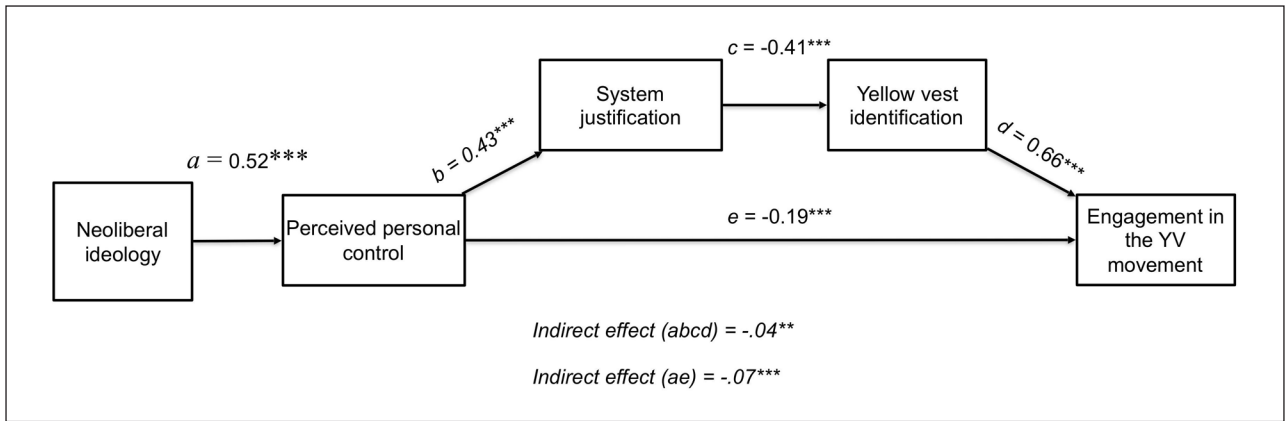 c = -0.41***
System
justification
Yellow vest
identification
b = 0.43***
d = 0.66***
a = 0.52***
Neoliberal
ideology
Perceived personal
control
e = -0.19***
Engagement in
the YV
movement
Indirect effect (abcd) = -.04**
Indirect effect (ae) = -.07***